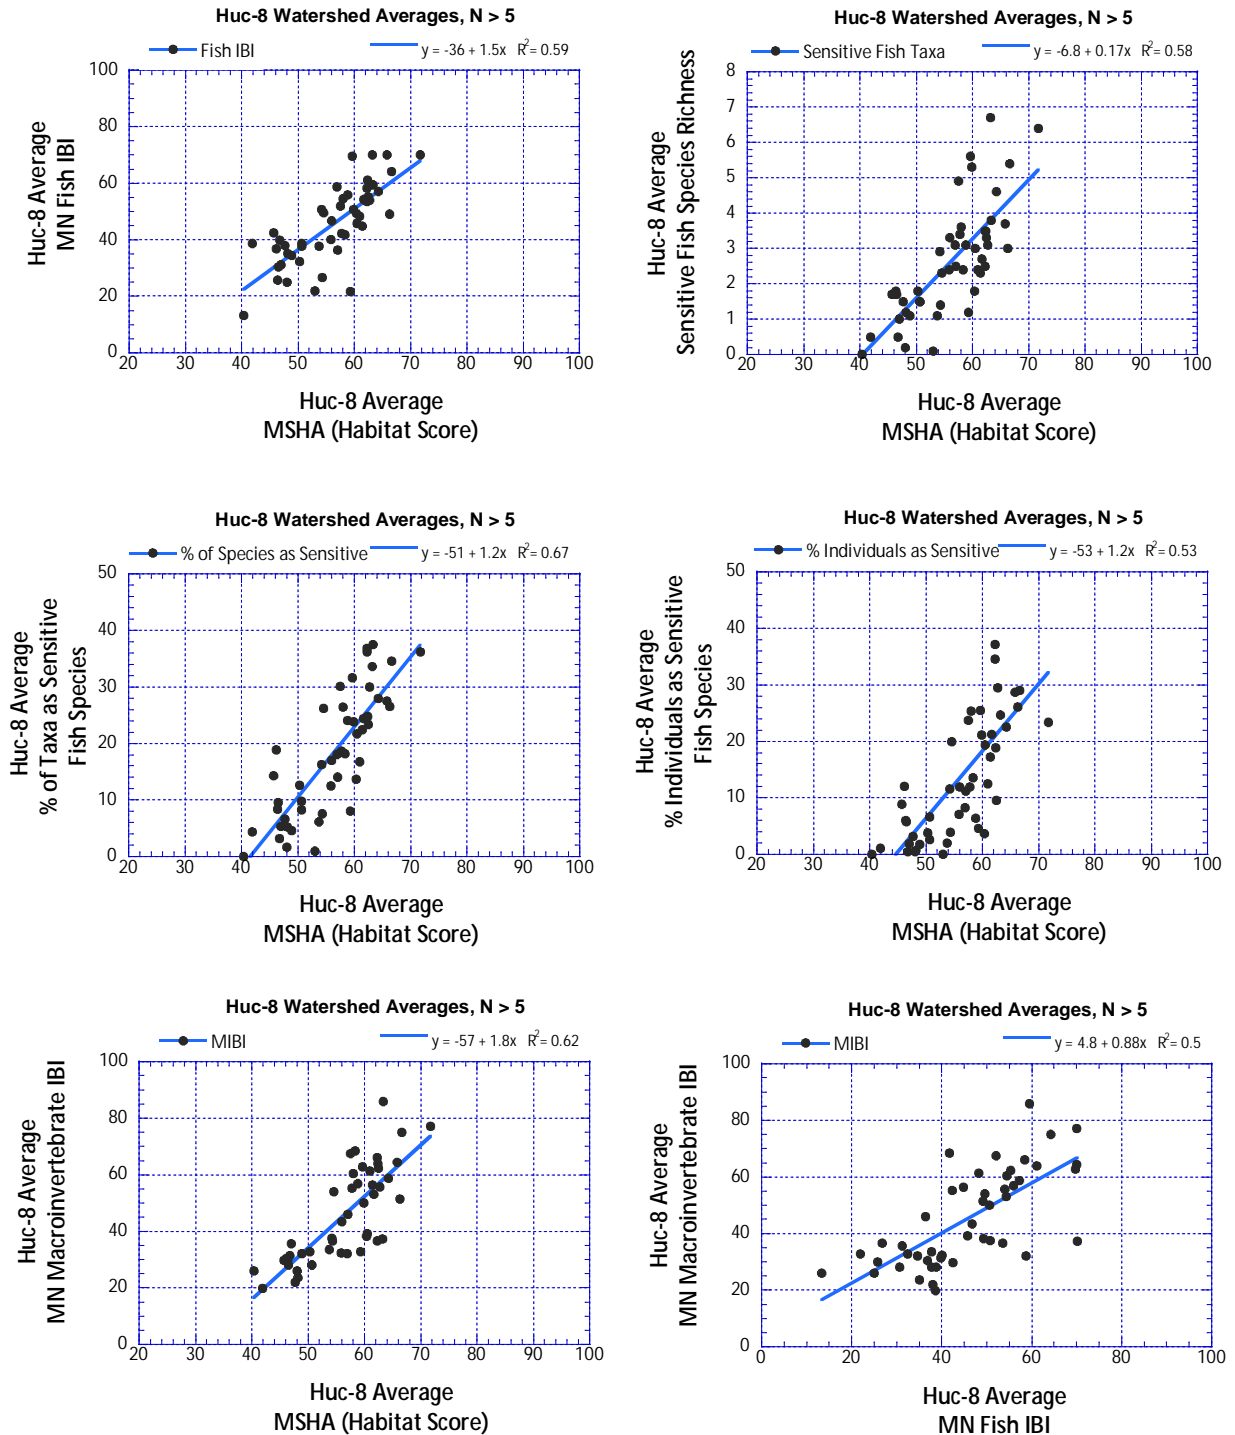 Huc-8 Watershed Averages, N > 5
Fish IBI
y = -36 + 1.5x R2= 0.59
100
80
60
40
20
0
20 30 40 50 60 70 80 90 100
Huc-8 Average
MN Fish IBI
Huc-8 Average
MSHA (Habitat Score)
Huc-8 Watershed Averages, N > 5
Sensitive Fish Taxa
y = -6.8 + 0.17x R2= 0.58
8
7
6
5
4
3
2
1
0
20 30 40 50 60 70 80 90 100
Huc-8 Average
Sensitive Fish Species Richness
Huc-8 Average
MSHA (Habitat Score)
Huc-8 Watershed Averages, N > 5
% of Species as Sensitive
y = -51 + 1.2x R2= 0.67
50
40
30
20
10
0
20 30 40 50 60 70 80 90 100
Huc-8 Average
% of Taxa as Sensitive
Fish Species
Huc-8 Average
MSHA (Habitat Score)
Huc-8 Watershed Averages, N > 5
% Individuals as Sensitive
y = -53 + 1.2x R2= 0.53
50
40
30
20
10
0
20 30 40 50 60 70 80 90 100
Huc-8 Average
% Individuals as Sensitive
Fish Species
Huc-8 Average
MSHA (Habitat Score)
Huc-8 Watershed Averages, N > 5
MIBI
y = -57 + 1.8x R2= 0.62
100
80
60
40
20
0
20 30 40 50 60 70 80 90 100
Huc-8 Average
MN Macroinvertebrate IBI
Huc-8 Average
MSHA (Habitat Score)
Huc-8 Watershed Averages, N > 5
MIBI
y = 4.8 + 0.88x R2= 0.5
100
80
60
40
20
0
0 20 40 60 80 100
Huc-8 Average
MN Macroinvertebrate IBI
Huc-8 Average
MN Fish IBI